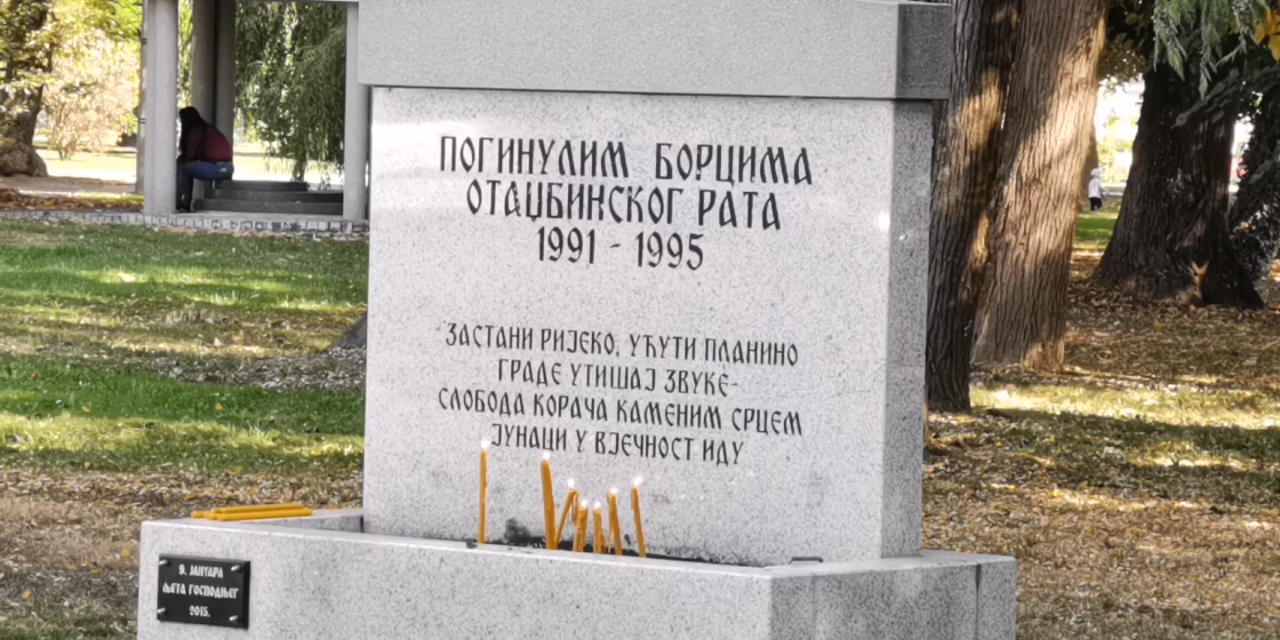 ПОГИНУЛИМ БОРЦИМА
ОТАЏБИНСКОГ РАТА
1991 - 1995
ЗАСТАНИ РИЈЕКО, УЋУТИ ПЛАНИНО
ГРАДЕ УТИШАЈ ЗВУКЕ-
СЛОБОДА КОРАЧА КАМЕНИМ СРЦЕМ
ЈУНАЦИ У ВЈЕЧНОСТ ИДУ
9. ЈАНУАРА
ЉЕТА ГОСПОДЊЕГ
2015.